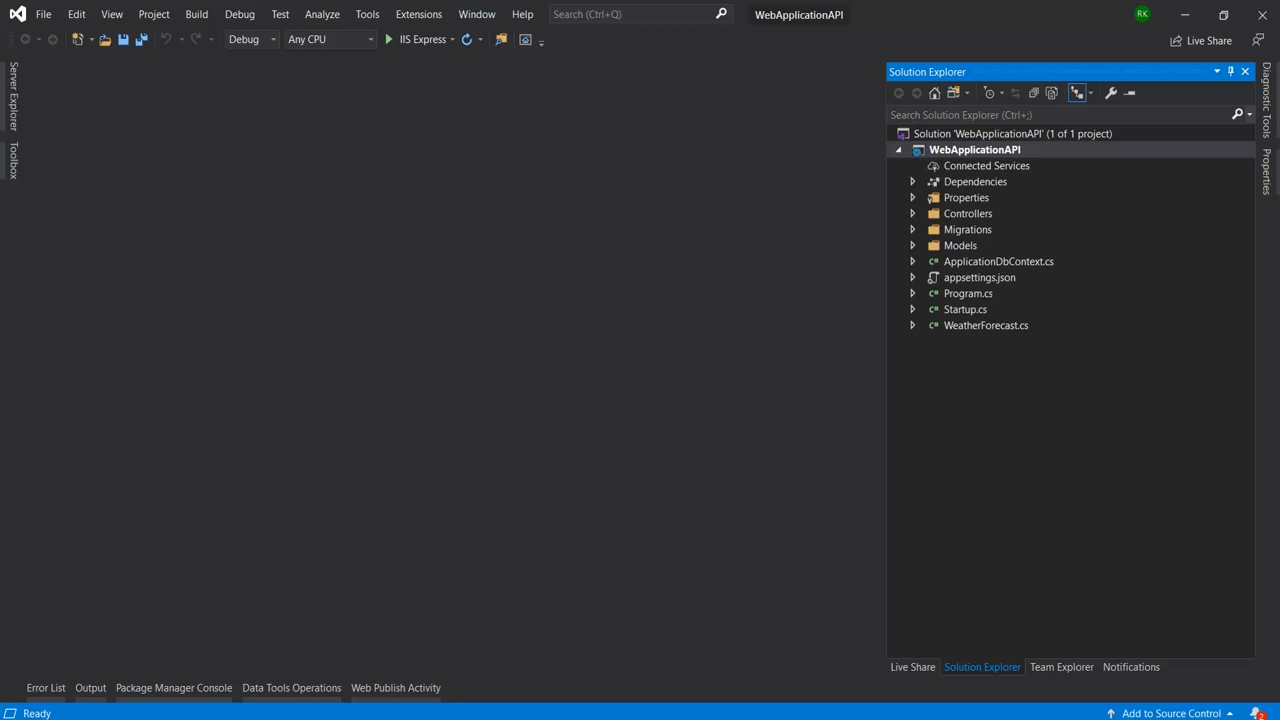 File Edit View Project Build Debug Test Analyze Tools Extensions Window Help Search (Ctrl+Q) WebApplicationAPI RK
Debug Any CPU IIS Express Live Share
Server Explorer
Toolbox
Solution Explorer
Search Solution Explorer (Ctrl+;)
Solution 'WebApplicationAPI' (1 of 1 project)
WebApplicationAPI
Connected Services
Dependencies
Properties
Controllers
Migrations
Models
C# ApplicationDbContext.cs
appsettings.json
C# Program.cs
C# Startup.cs
C# WeatherForecast.cs
Diagnostic Tools
Properties
Live Share Solution Explorer Team Explorer Notifications
Error List Output Package Manager Console Data Tools Operations Web Publish Activity
Ready Add to Source Control 2